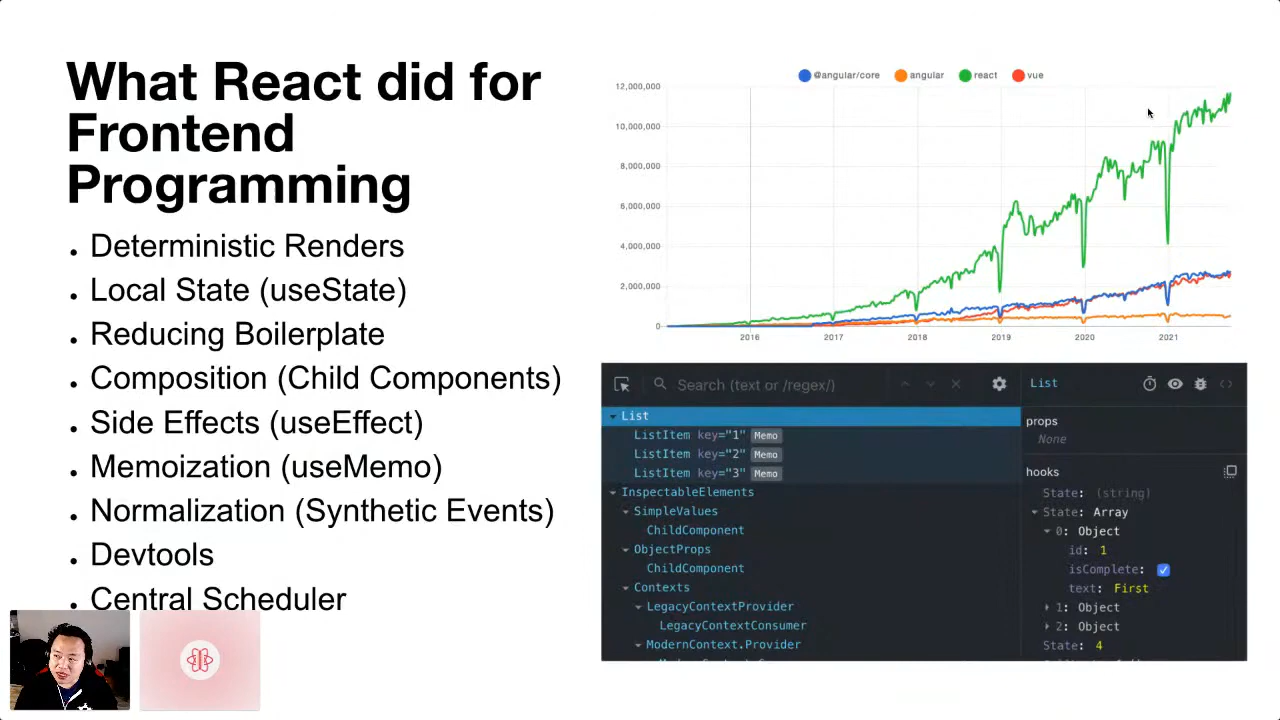 What React did for
Frontend
Programming
• Deterministic Renders
• Local State (useState)
• Reducing Boilerplate
• Composition (Child Components)
• Side Effects (useEffect)
• Memoization (useMemo)
• Normalization (Synthetic Events)
• Devtools
• Central Scheduler
@angular/core angular react vue
12,000,000
10,000,000
8,000,000
6,000,000
4,000,000
2,000,000
0
2016 2017 2018 2019 2020 2021
Search (text or /regex/)
List
ListItem key="1" Memo
ListItem key="2" Memo
ListItem key="3" Memo
InspectableElements
SimpleValues
ChildComponent
ObjectProps
ChildComponent
Contexts
LegacyContextProvider
LegacyContextConsumer
ModernContext.Provider
List
props
None
hooks
State: (string)
State: Array
0: Object
id: 1
isComplete:
text: First
1: Object
2: Object
State: 4